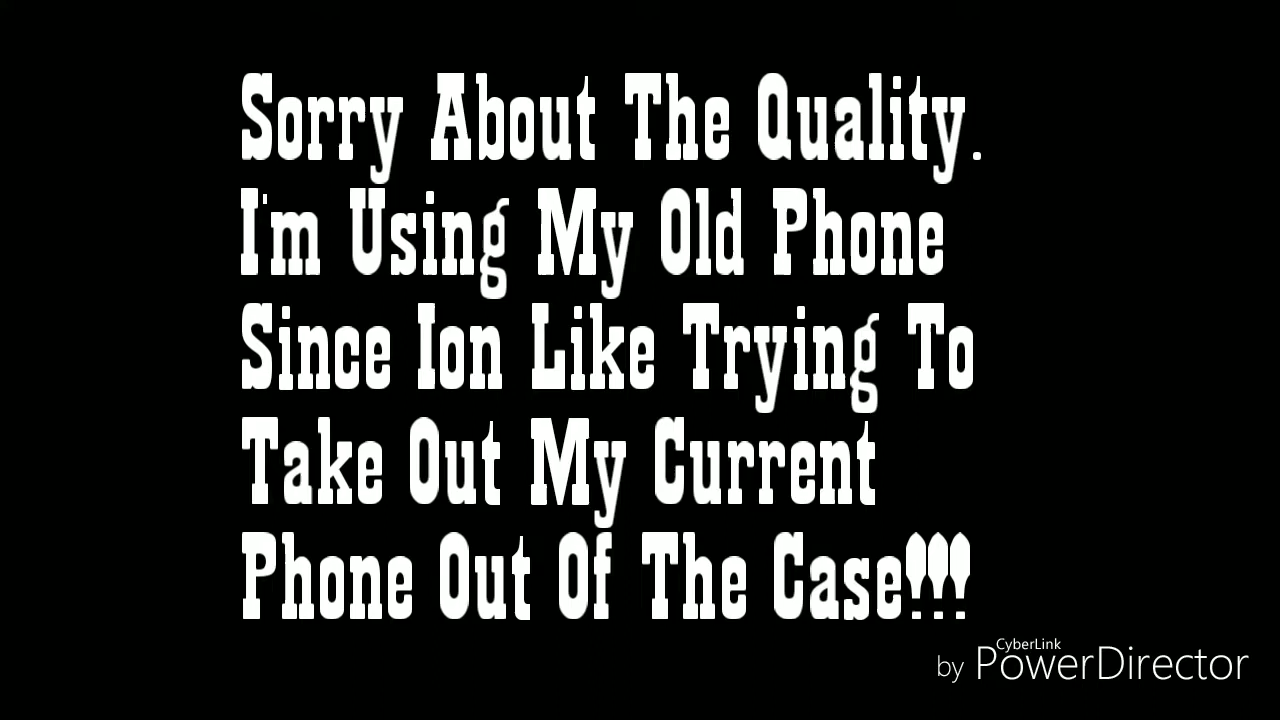 Sorry About The Quality.
I'm Using My Old Phone
Since Ion Like Trying To
Take Out My Current
Phone Out Of The Case!!!
CyberLink
by PowerDirector